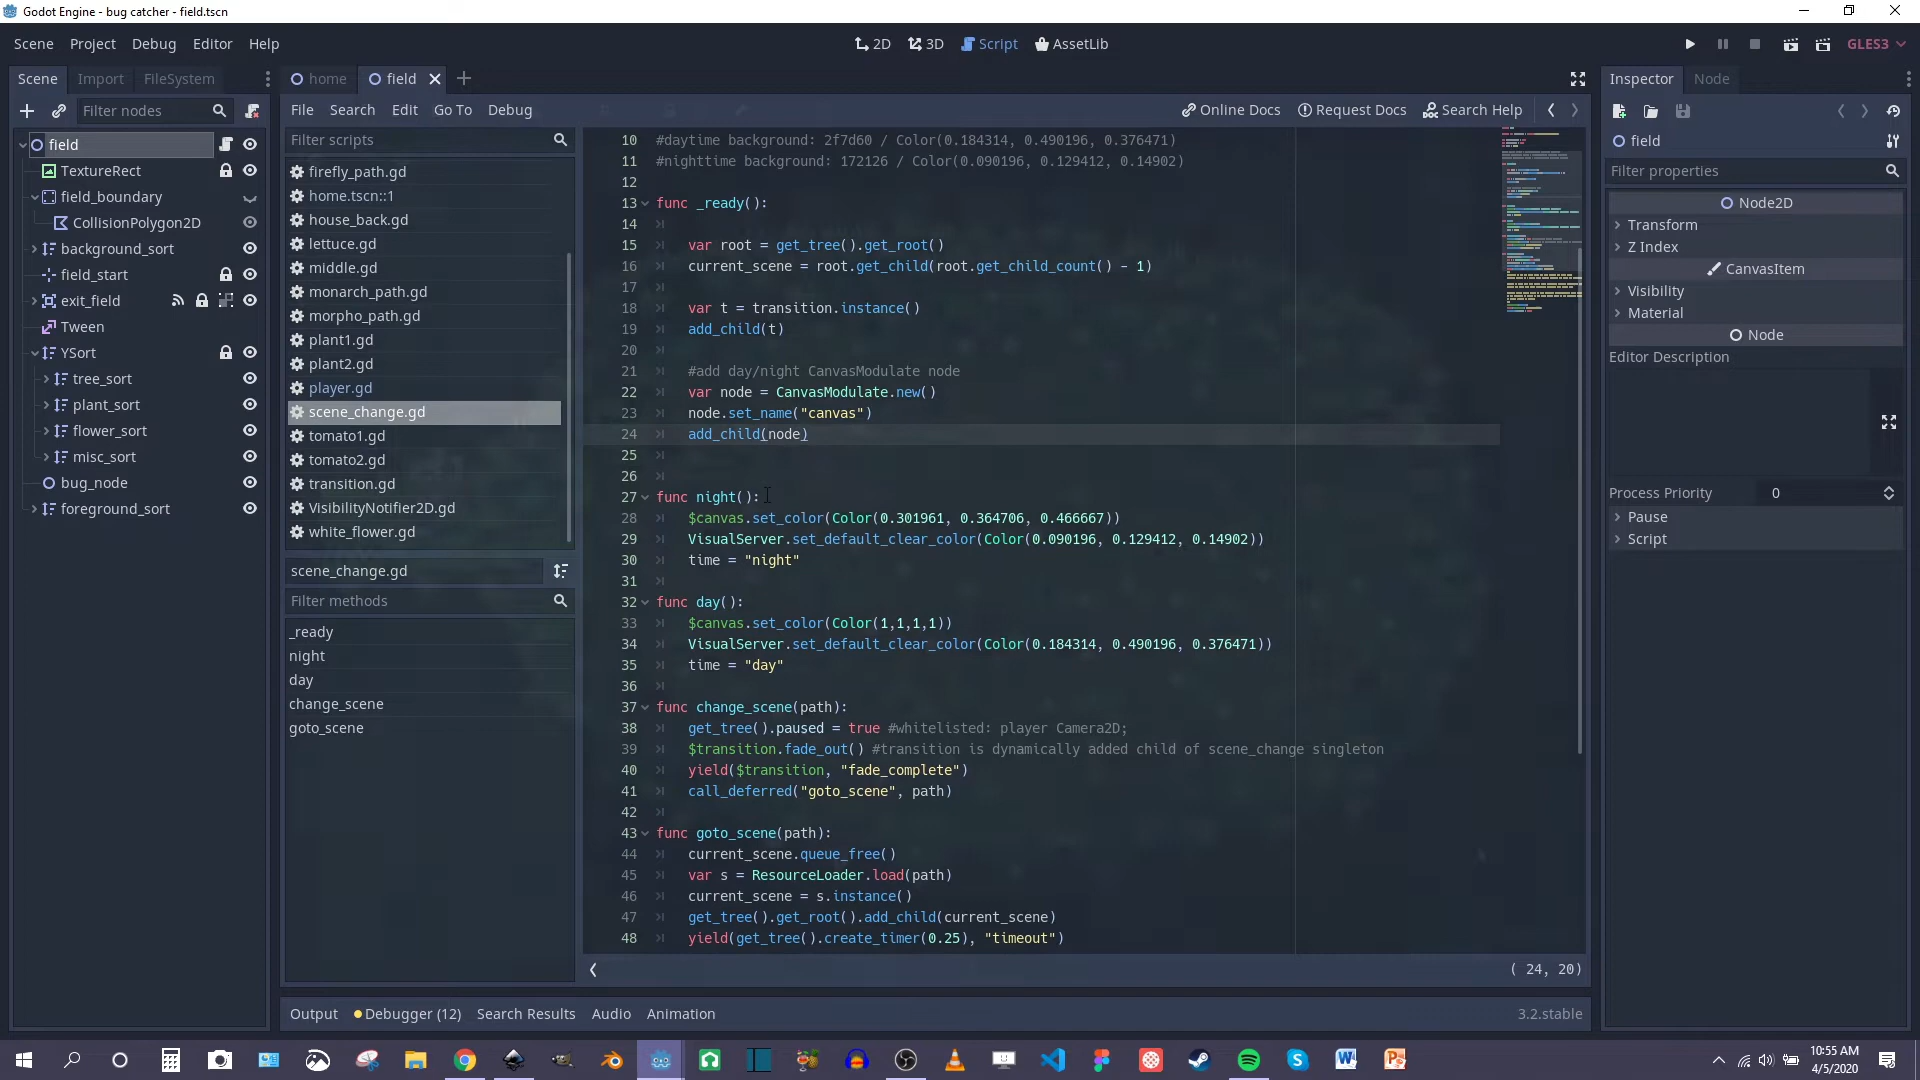 Godot Engine - bug catcher - field.tscn
Scene Project Debug Editor Help
2D 3D Script AssetLib
GLES3
Scene Import FileSystem
home field
Inspector Node
Filter nodes
File Search Edit Go To Debug
Online Docs Request Docs Search Help
field
TextureRect
field_boundary
CollisionPolygon2D
background_sort
field_start
exit_field
Tween
YSort
tree_sort
plant_sort
flower_sort
misc_sort
bug_node
foreground_sort
Filter scripts
firefly_path.gd
home.tscn::1
house_back.gd
lettuce.gd
middle.gd
monarch_path.gd
morpho_path.gd
plant1.gd
plant2.gd
player.gd
scene_change.gd
tomato1.gd
tomato2.gd
transition.gd
VisibilityNotifier2D.gd
white_flower.gd
scene_change.gd
Filter methods
_ready
night
day
change_scene
goto_scene
10 #daytime background: 2f7d60 / Color(0.184314, 0.490196, 0.376471)
11 #nighttime background: 172126 / Color(0.090196, 0.129412, 0.14902)
12
13 func _ready():
14
15 var root = get_tree().get_root()
16 current_scene = root.get_child(root.get_child_count() - 1)
17
18 var t = transition.instance()
19 add_child(t)
20
21 #add day/night CanvasModulate node
22 var node = CanvasModulate.new()
23 node.set_name("canvas")
24 add_child(node)
25
26
27 func night():
28 $canvas.set_color(Color(0.301961, 0.364706, 0.466667))
29 VisualServer.set_default_clear_color(Color(0.090196, 0.129412, 0.14902))
30 time = "night"
31
32 func day():
33 $canvas.set_color(Color(1,1,1,1))
34 VisualServer.set_default_clear_color(Color(0.184314, 0.490196, 0.376471))
35 time = "day"
36
37 func change_scene(path):
38 get_tree().paused = true #whitelisted: player Camera2D;
39 $transition.fade_out() #transition is dynamically added child of scene_change singleton
40 yield($transition, "fade_complete")
41 call_deferred("goto_scene", path)
42
43 func goto_scene(path):
44 current_scene.queue_free()
45 var s = ResourceLoader.load(path)
46 current_scene = s.instance()
47 get_tree().get_root().add_child(current_scene)
48 yield(get_tree().create_timer(0.25), "timeout")
( 24, 20)
field
Filter properties
Node2D
Transform
Z Index
CanvasItem
Visibility
Material
Node
Editor Description
Process Priority 0
Pause
Script
Output Debugger (12) Search Results Audio Animation
3.2.stable
10:55 AM
4/5/2020